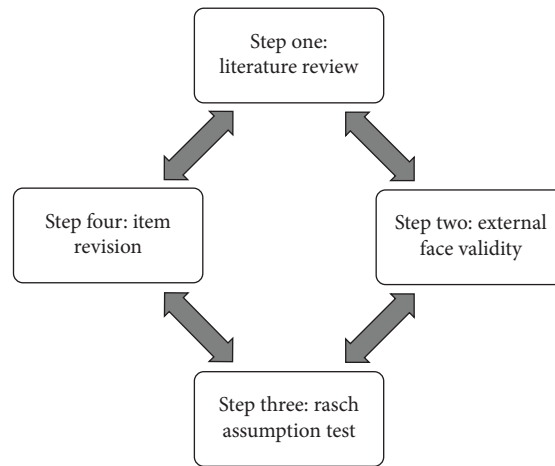 Step one:
literature review
Step two: external
face validity
Step three: rasch
assumption test
Step four: item
revision